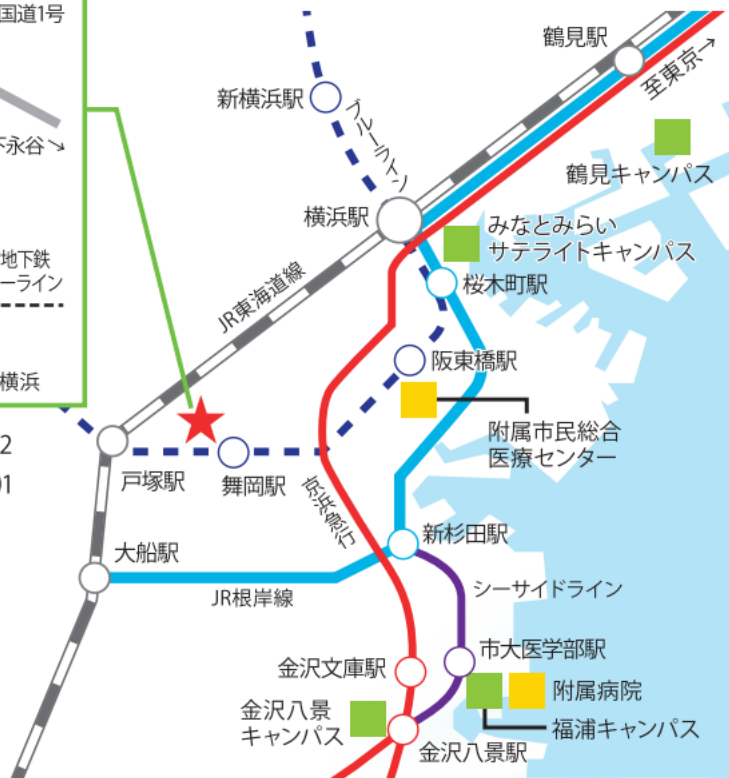 国道1号
下永谷→
地下鉄
ーライン
横浜
2
01
鶴見駅
至東京→
新横浜駅
ブルーライン
鶴見キャンパス
横浜駅
みなとみらい
サテライトキャンパス
桜木町駅
JR東海道線
阪東橋駅
附属市民総合
医療センター
戸塚駅
舞岡駅
京浜急行
大船駅
新杉田駅
JR根岸線
シーサイドライン
市大医学部駅
金沢文庫駅
附属病院
金沢八景
キャンパス
福浦キャンパス
金沢八景駅